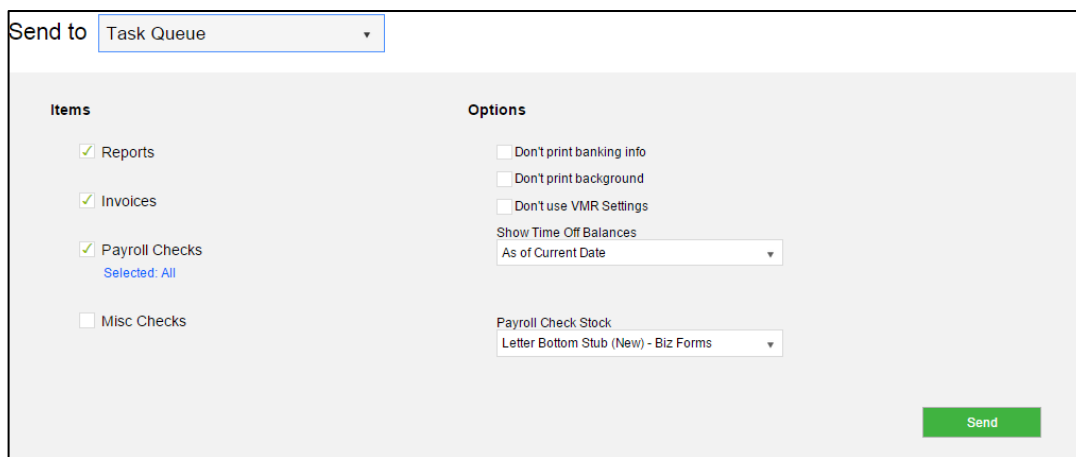 Send to Task Queue
Items
Options
Reports
Don't print banking info
Don't print background
Invoices
Don't use VMR Settings
Show Time Off Balances
Payroll Checks
As of Current Date
Selected: All
Misc Checks
Payroll Check Stock
Letter Bottom Stub (New) - Biz Forms
Send